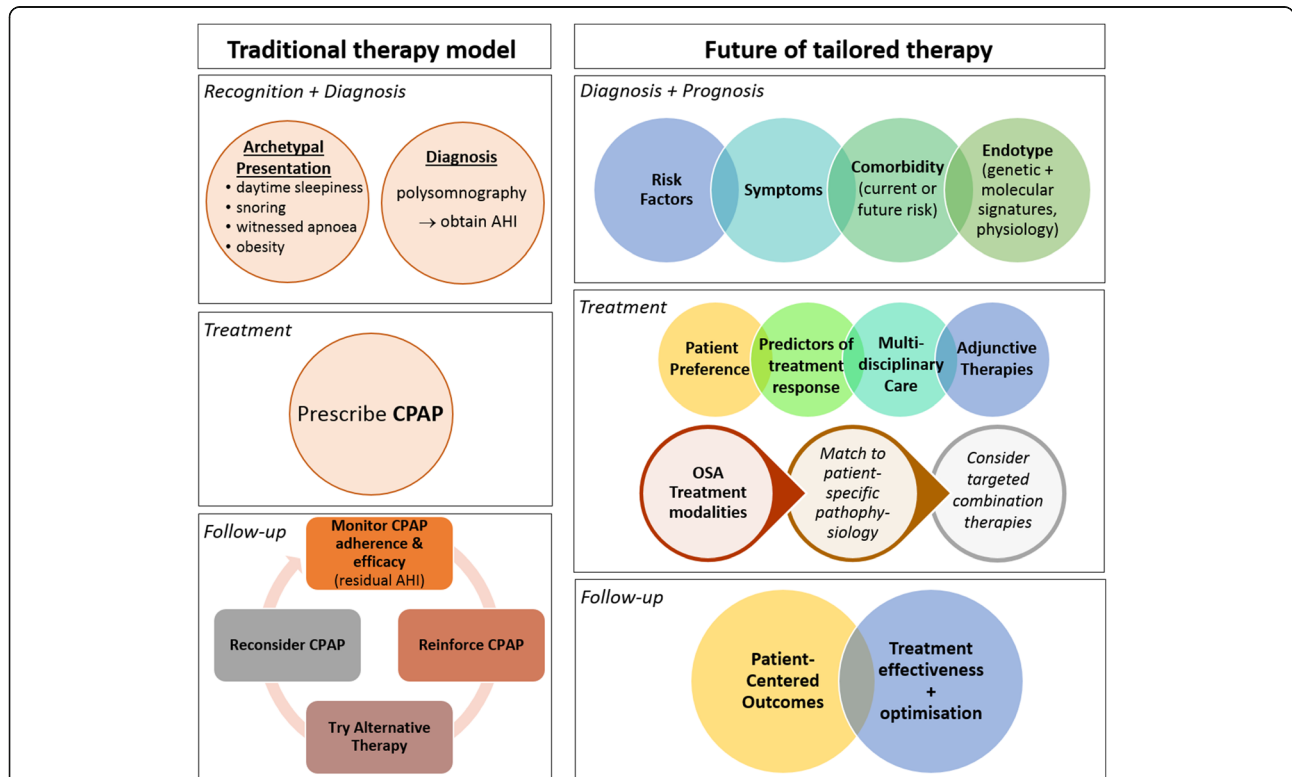 Traditional therapy model
Recognition + Diagnosis
Archetypal
Presentation
• daytime sleepiness
• snoring
• witnessed apnoea
• obesity
Diagnosis
polysomnography
→ obtain AHI
Treatment
Prescribe CPAP
Follow-up
Monitor CPAP
adherence &
efficacy
(residual AHI)
Reinforce CPAP
Try Alternative
Therapy
Reconsider CPAP
Future of tailored therapy
Diagnosis + Prognosis
Risk
Factors
Symptoms
Comorbidity
(current or
future risk)
Endotype
(genetic +
molecular
signatures,
physiology)
Treatment
Patient
Preference
Predictors of
treatment
response
Multi-
disciplinary
Care
Adjunctive
Therapies
OSA
Treatment
modalities
Match to
patient-
specific
pathophy-
siology
Consider
targeted
combination
therapies
Follow-up
Patient-
Centered
Outcomes
Treatment
effectiveness
+
optimisation